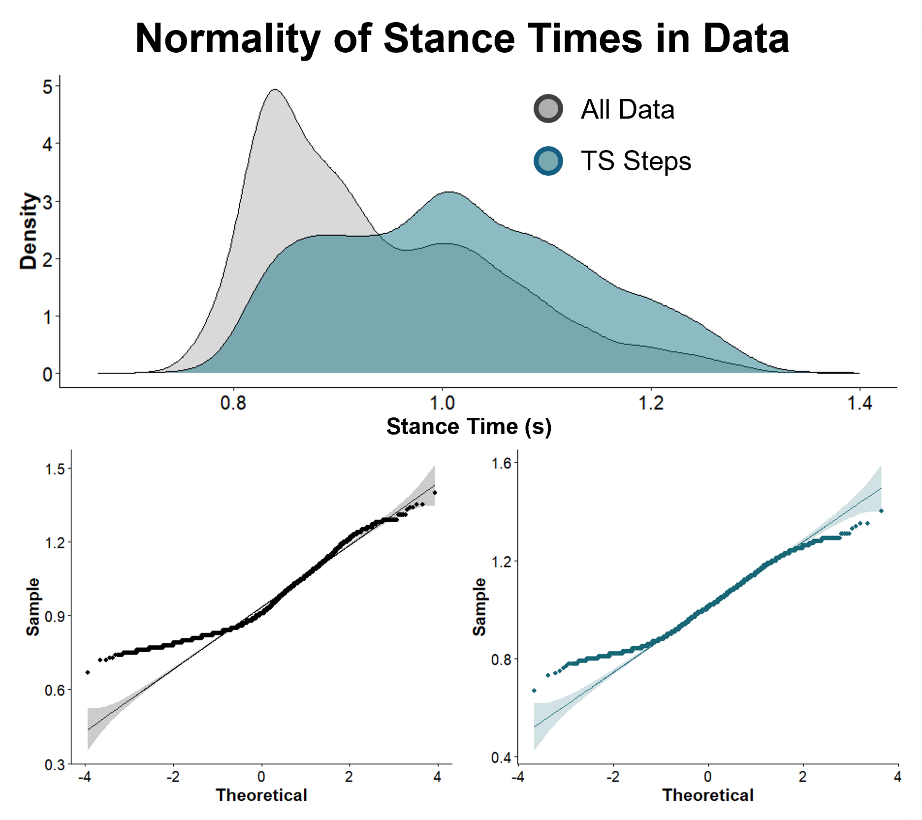 Normality of Stance Times in Data
All Data
TS Steps
Density
5
4
3
2
1
0
0.8 1.0 1.2 1.4
Stance Time (s)
Sample
1.5
1.2
0.9
0.6
0.3
-4 -2 0 2 4
Theoretical
Sample
1.6
1.2
0.8
0.4
-4 -2 0 2 4
Theoretical